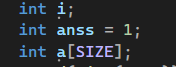 int i;
int anss = 1;
int a[SIZE];